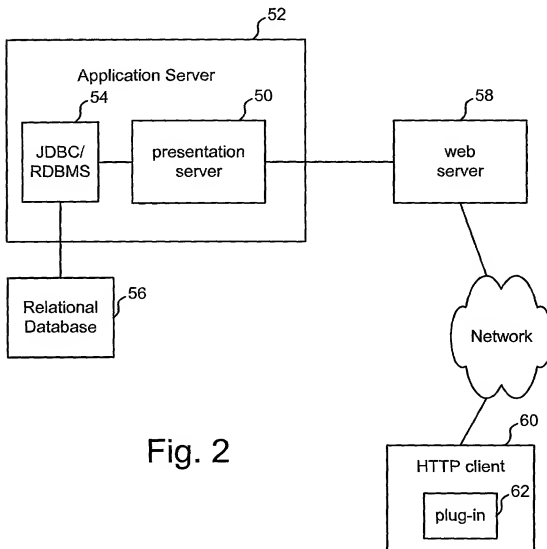 52
Application Server
54
50
58
JDBC/
RDBMS
presentation
server
web
server
56
Relational
Database
Network
Fig. 2
60
HTTP client
62
plug-in